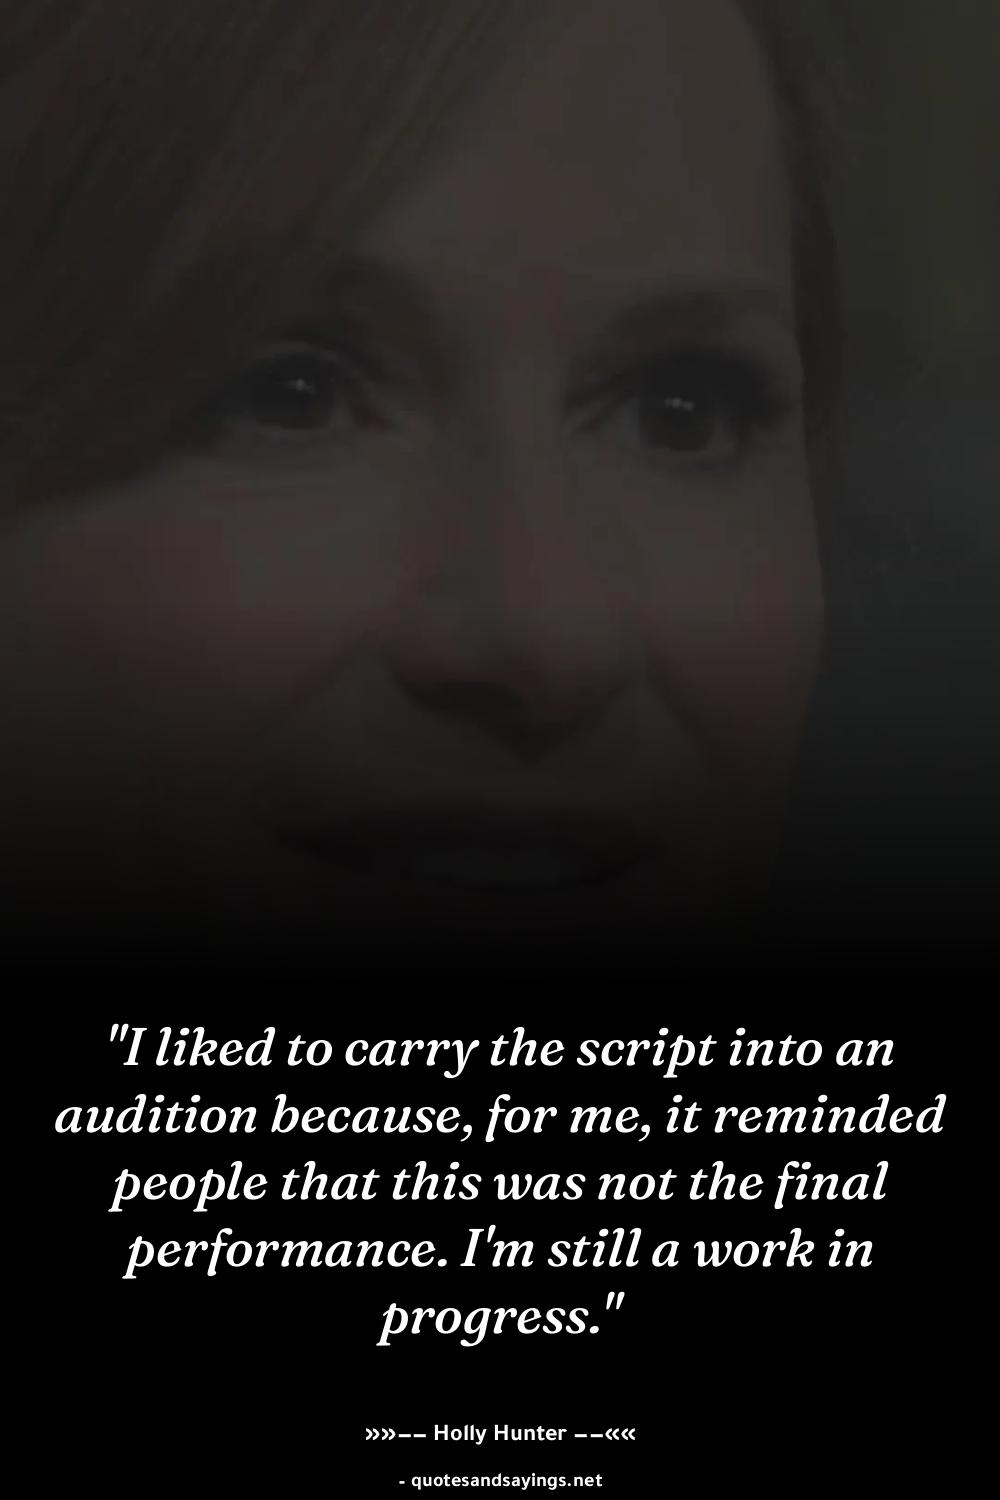 "I liked to carry the script into an
audition because, for me, it reminded
people that this was not the final
performance. I'm still a work in
progress."
»»−− Holly Hunter −−««
- quotesandsayings.net